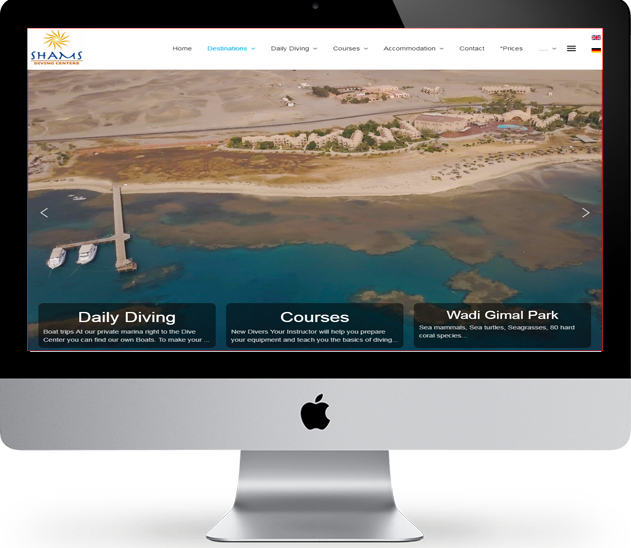 SHAMS
DIVING CENTERS
Home Destinations Daily Diving Courses Accommodation Contact *Prices ......
Daily Diving
Boat trips At our private marina right to the Dive
Center you can find our own Boats. To make your ...
Courses
New Divers Your Instructor will help you prepare
your equipment and teach you the basics of diving...
Wadi Gimal Park
Sea mammals, Sea turtles, Seagrasses, 80 hard
coral species...